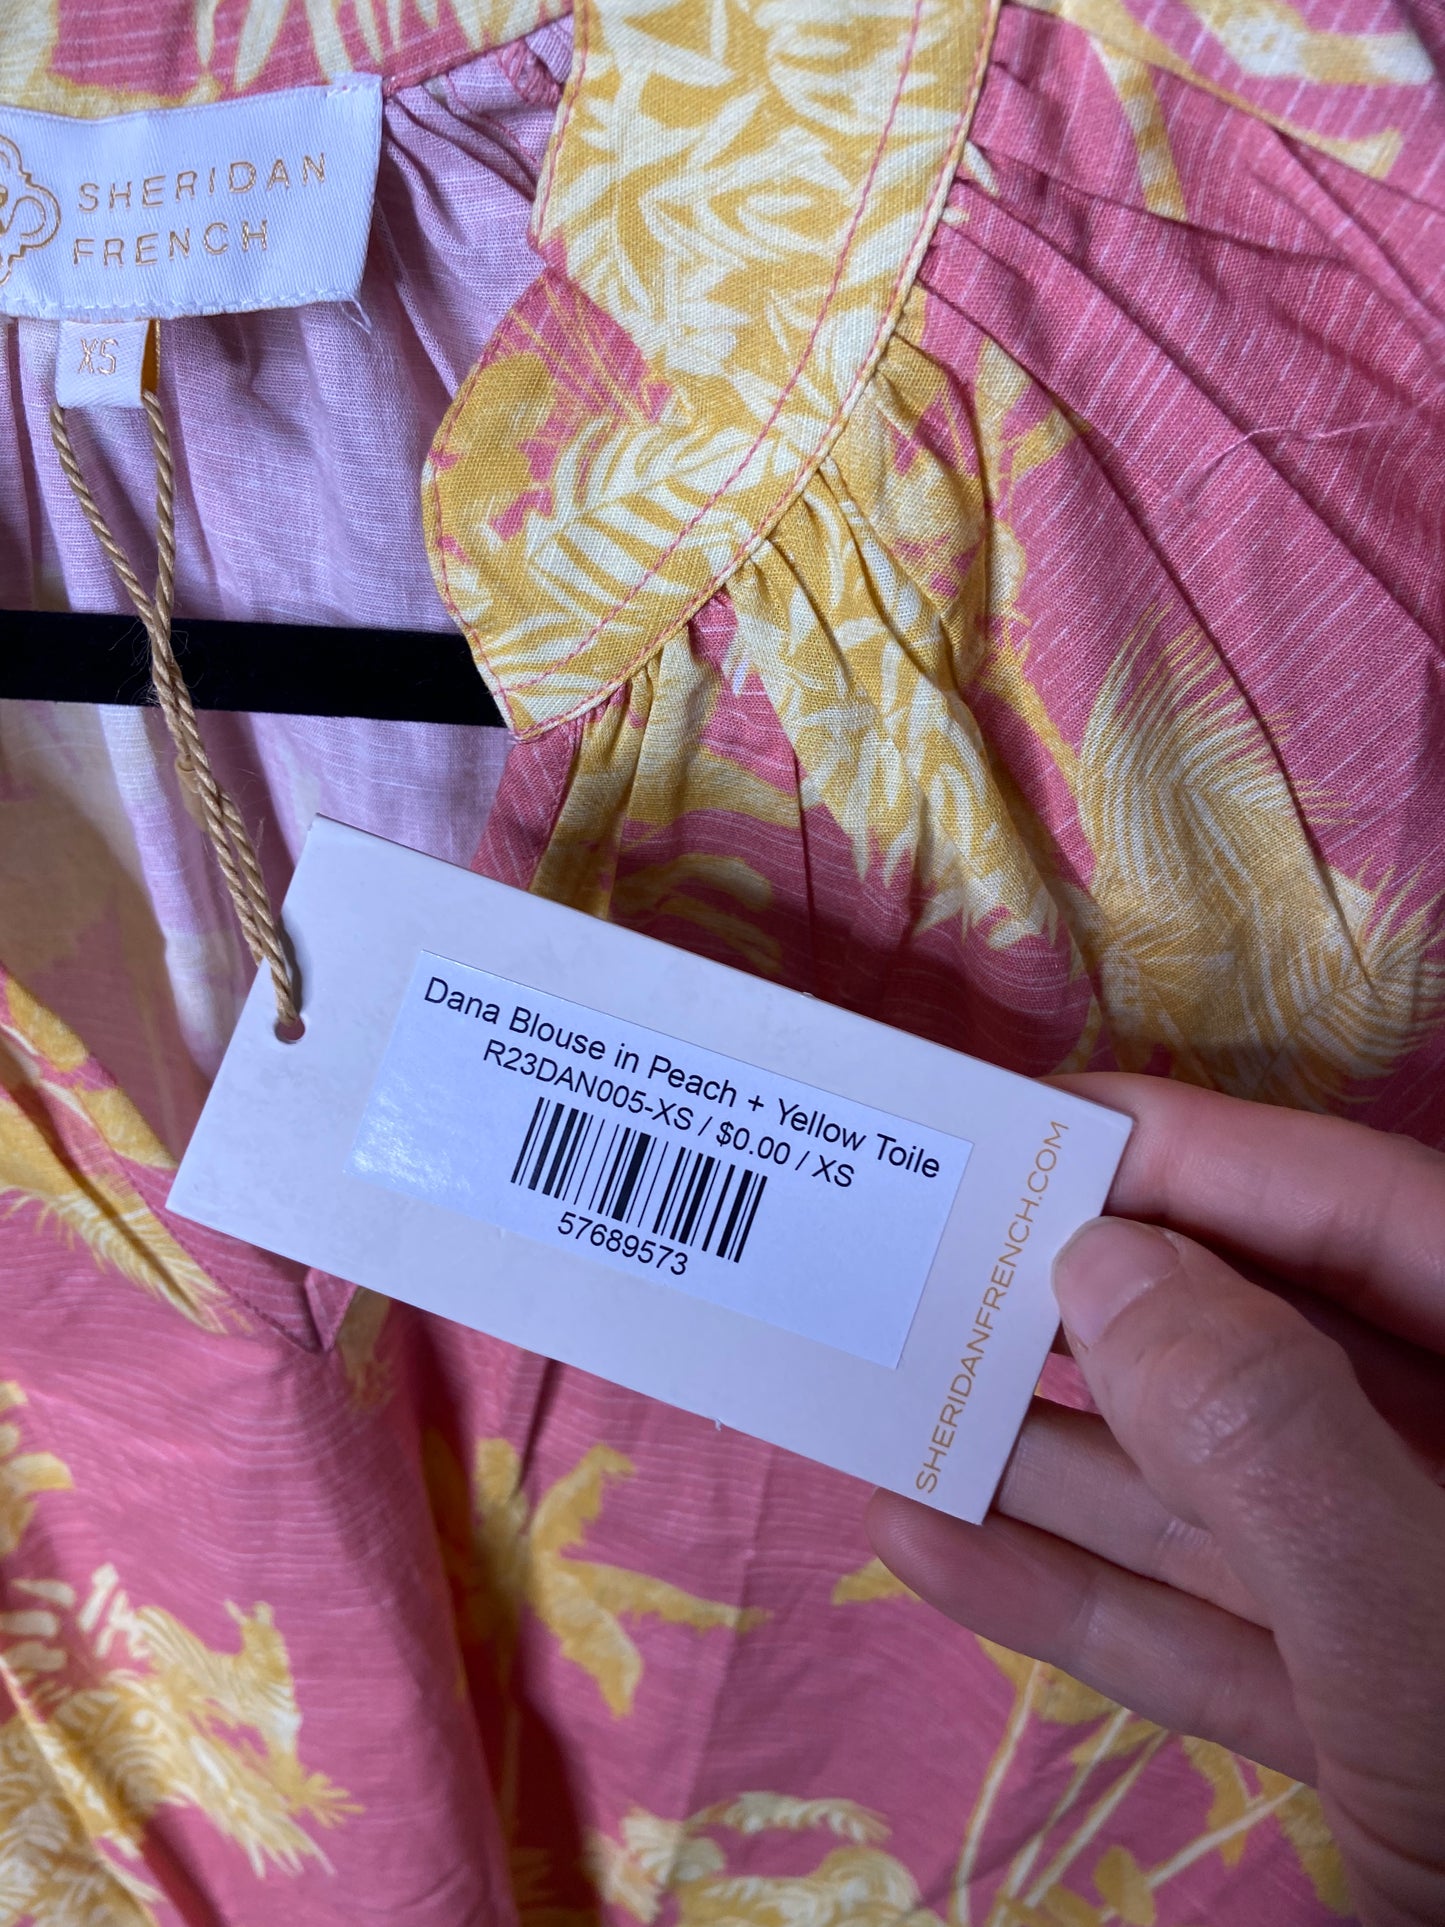 SHERIDAN
FRENCH
XS
Dana Blouse in Peach + Yellow Toile
R23DAN005-XS / $0.00 / XS
57689573
SHERIDANFRENCH.COM